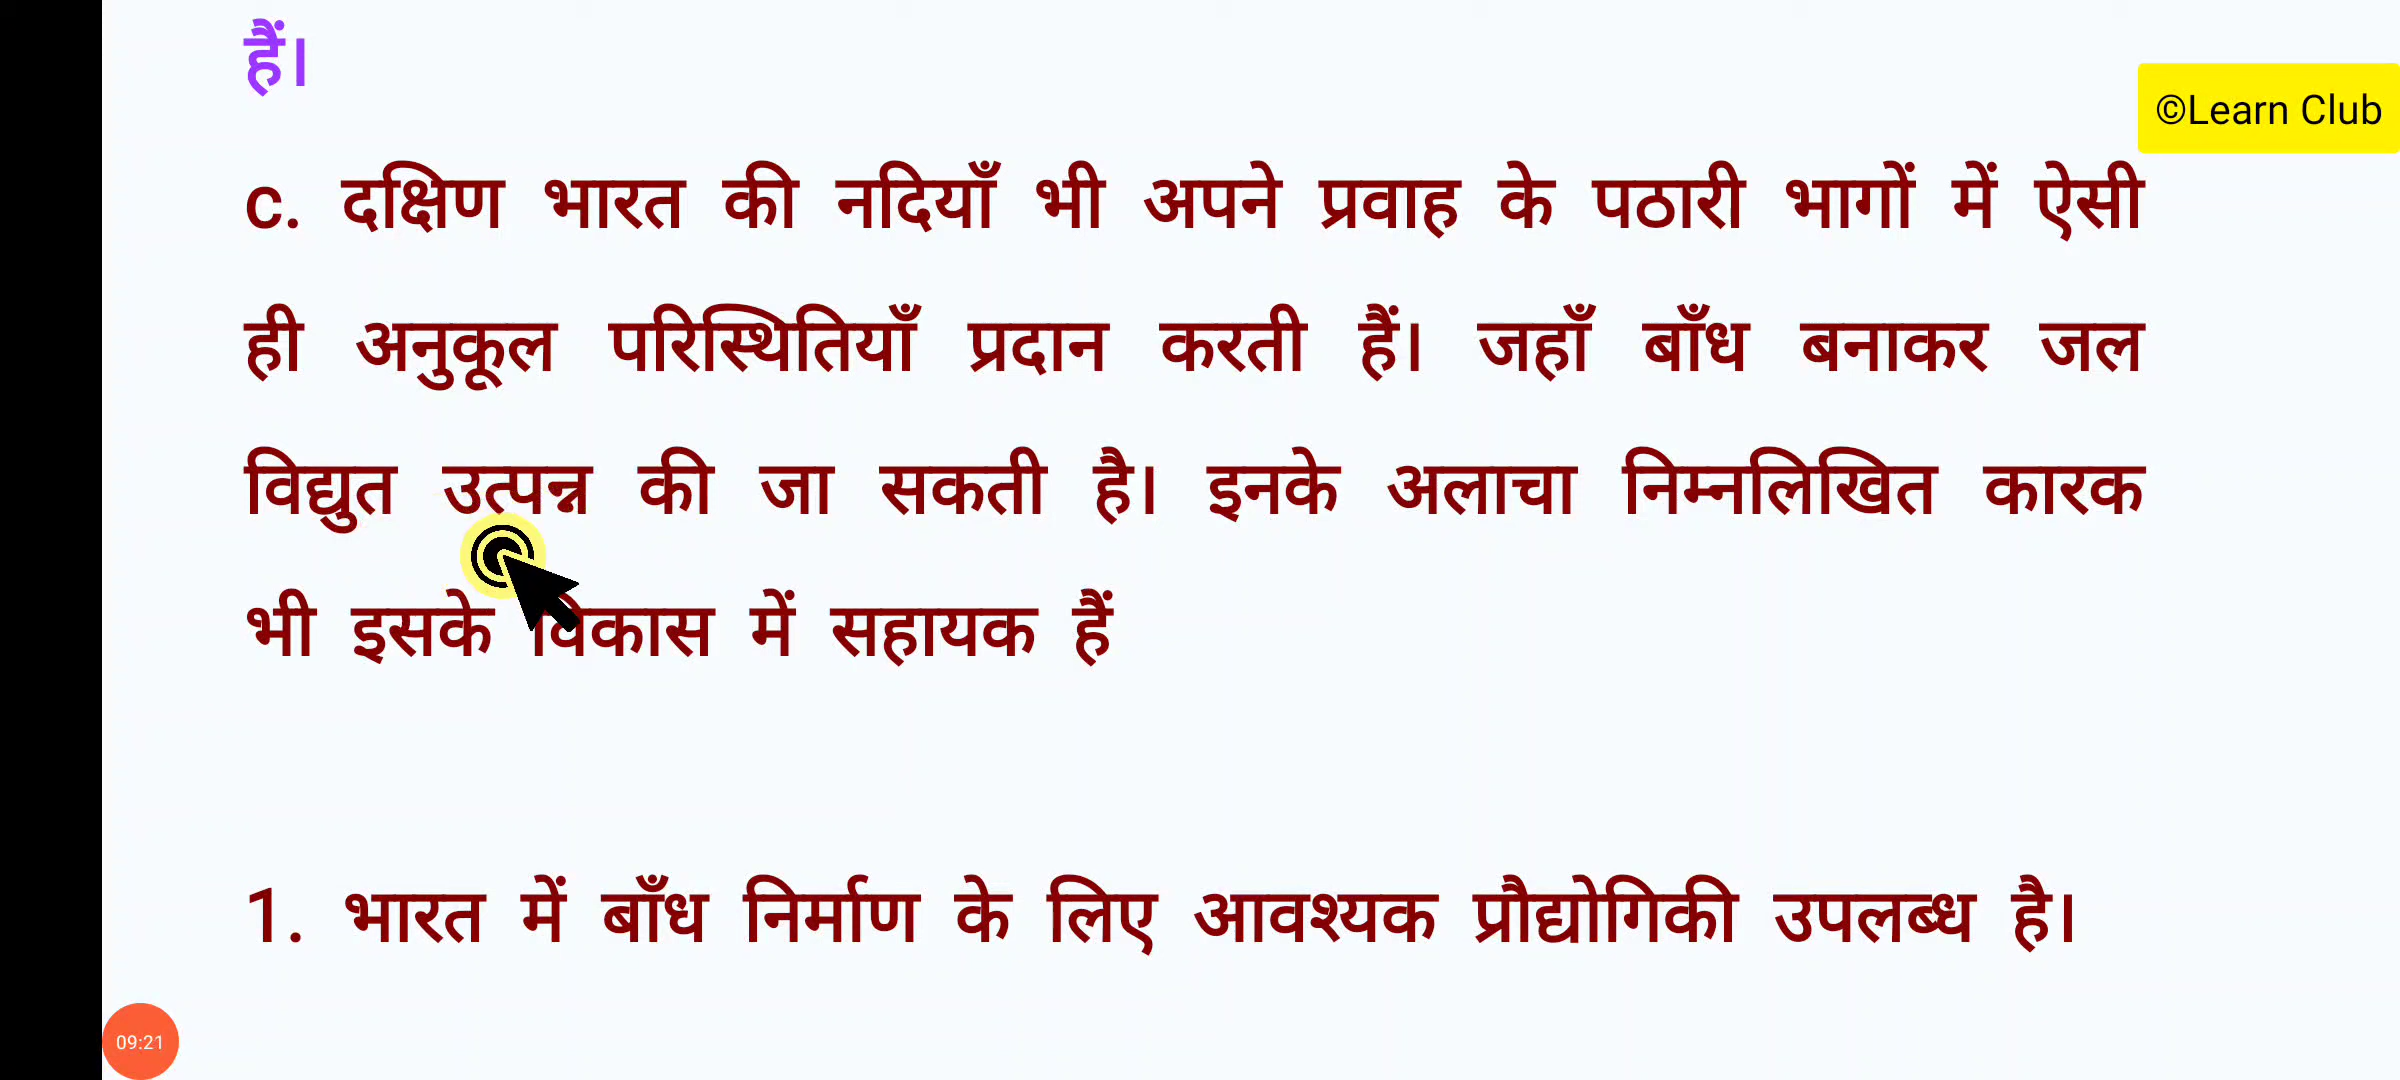 हैं।
©Learn Club
c. दक्षिण भारत की नदियाँ भी अपने प्रवाह के पठारी भागों में ऐसी
ही अनुकूल परिस्थितियाँ प्रदान करती हैं। जहाँ बाँध बनाकर जल
विद्युत उत्पन्न की जा सकती है। इनके अलाचा निम्नलिखित कारक
भी इसके विकास में सहायक हैं
1. भारत में बाँध निर्माण के लिए आवश्यक प्रौद्योगिकी उपलब्ध है।
09:21